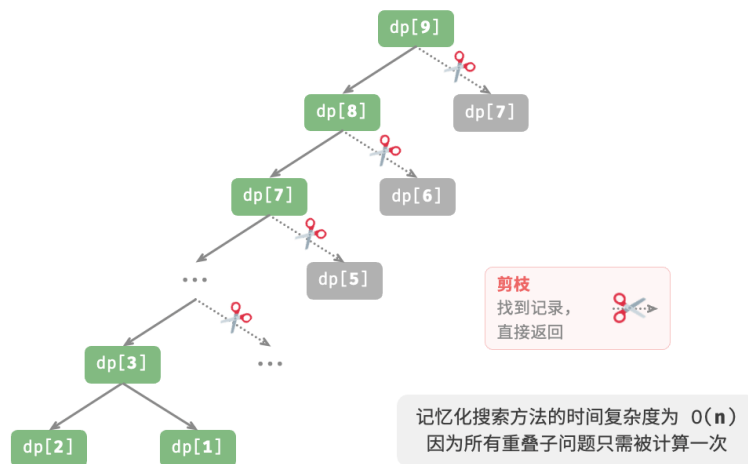 dp[9]
dp[8]
dp[7]
dp[7]
dp[6]
...
dp[5]
剪枝
找到记录，
直接返回
dp[3]
...
dp[2]
dp[1]
记忆化搜索方法的时间复杂度为 O(n)
因为所有重叠子问题只需被计算一次